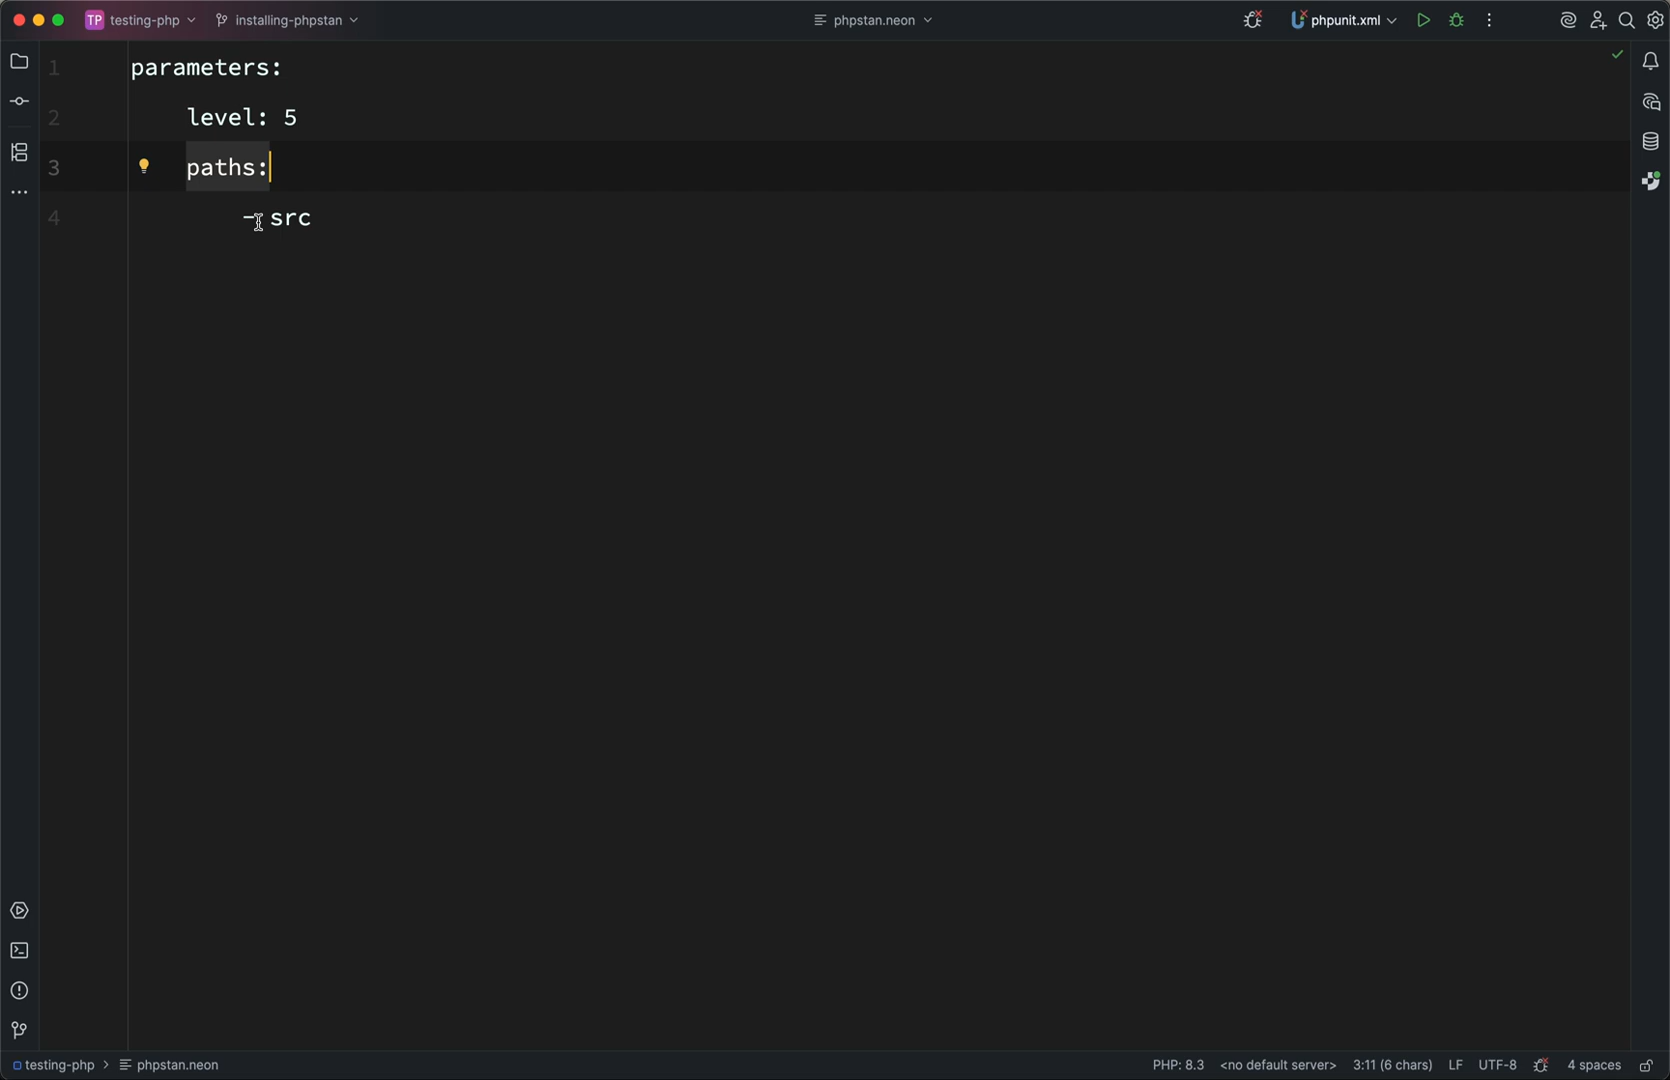 TP testing-php installing-phpstan phpstan.neon phpunit.xml
1 parameters:
2 level: 5
3 paths:
4 - src
testing-php > phpstan.neon PHP: 8.3 <no default server> 3:11 (6 chars) LF UTF-8 4 spaces